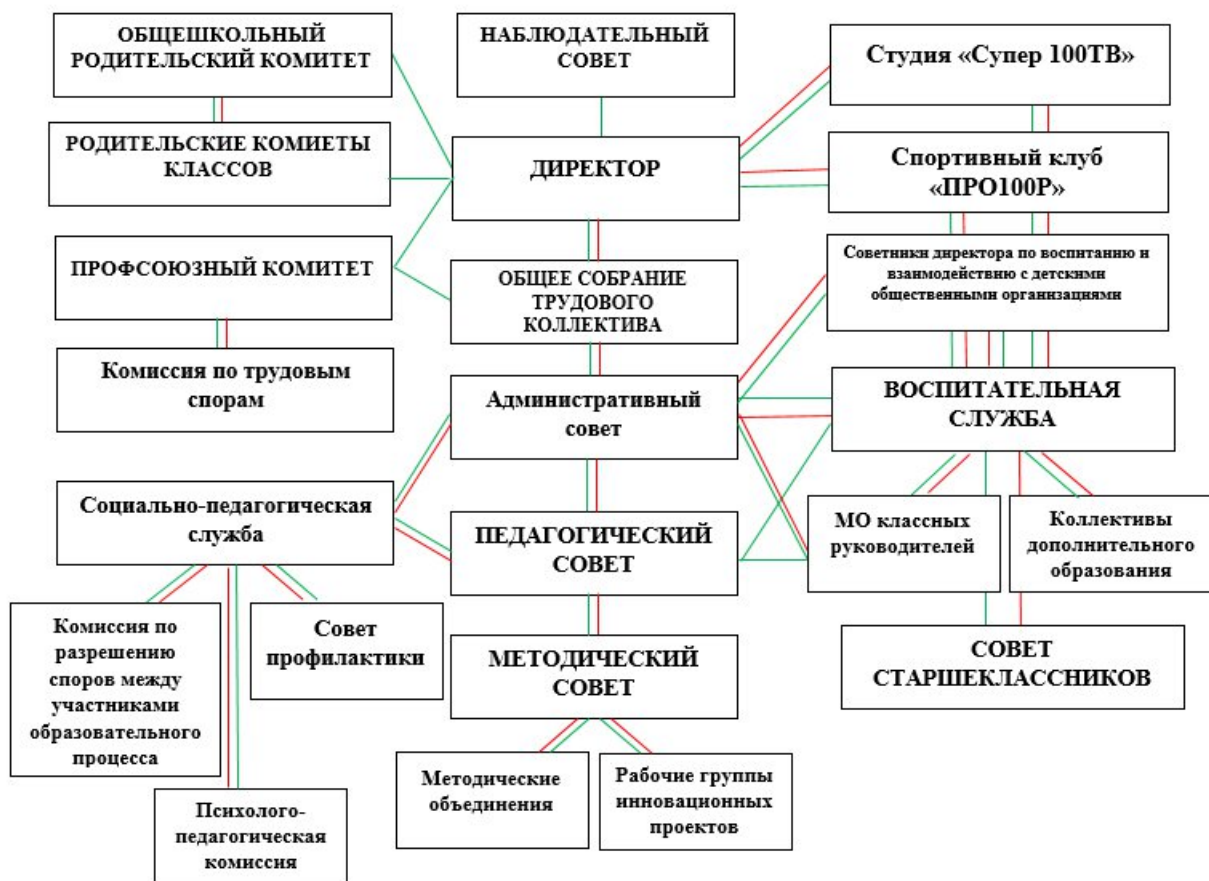 ОБЩЕШКОЛЬНЫЙ
РОДИТЕЛЬСКИЙ КОМИТЕТ
НАБЛЮДАТЕЛЬНЫЙ
СОВЕТ
Студия «Супер 100ТВ»
РОДИТЕЛЬСКИЕ КОМИЕТЫ
КЛАССОВ
ДИРЕКТОР
Спортивный клуб
«ПРО100Р»
ПРОФСОЮЗНЫЙ КОМИТЕТ
ОБЩЕЕ СОБРАНИЕ
ТРУДОВОГО
КОЛЛЕКТИВА
Советники директора по воспитанию и
взаимодействию с детскими
общественными организациями
Комиссия по трудовым
спорам
Административный
совет
ВОСПИТАТЕЛЬНАЯ
СЛУЖБА
Социально-педагогическая
служба
ПЕДАГОГИЧЕСКИЙ
СОВЕТ
МО классных
руководителей
Коллективы
дополнительного
образования
Комиссия по
разрешению
споров между
участниками
образовательного
процесса
Совет
профилактики
МЕТОДИЧЕСКИЙ
СОВЕТ
СОВЕТ
СТАРШЕКЛАССНИКОВ
Психолого-
педагогическая
комиссия
Методические
объединения
Рабочие группы
инновационных
проектов